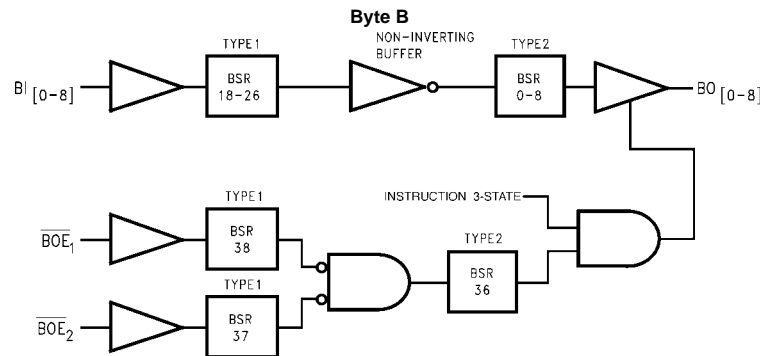 Byte B
TYPE1
NON-INVERTING
BUFFER
TYPE2
BI [0-8]
BSR
18-26
BSR
0-8
BO [0-8]
TYPE1
INSTRUCTION 3-STATE
BOE1
BSR
38
TYPE2
BSR
36
TYPE1
BOE2
BSR
37